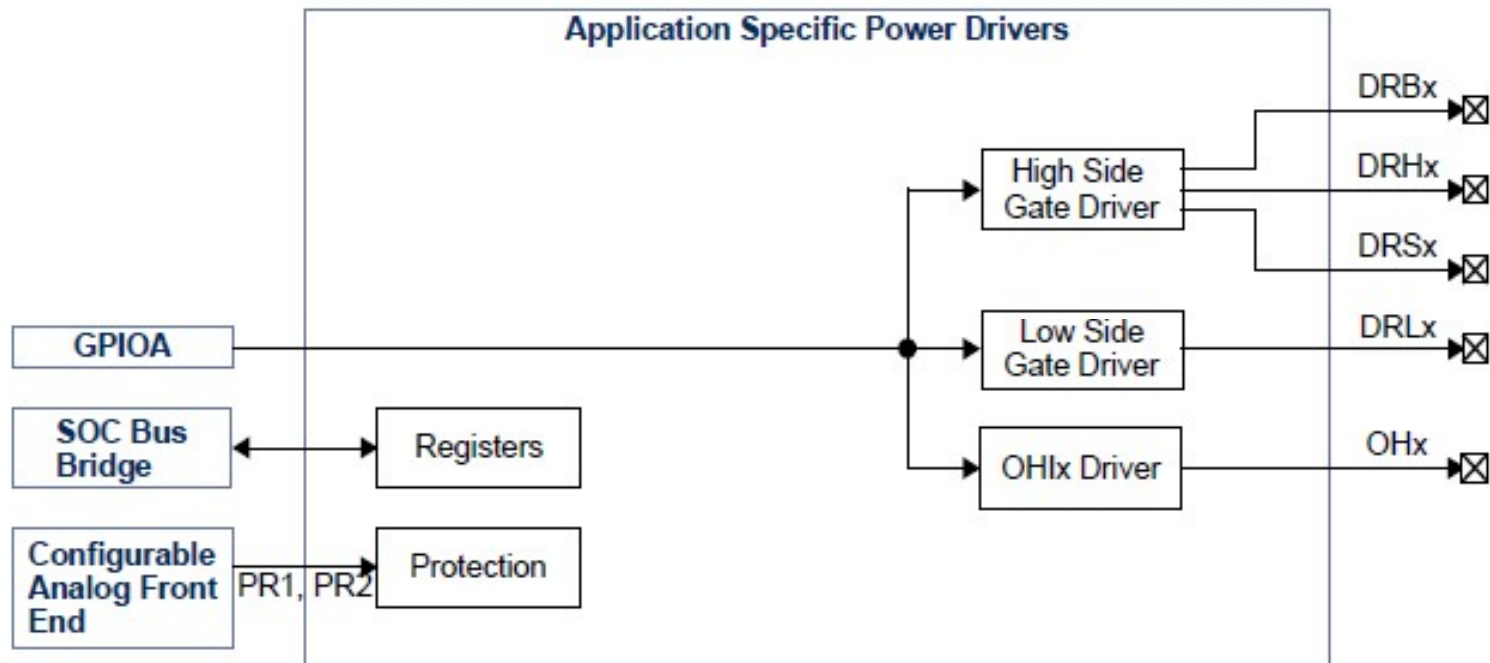 Application Specific Power Drivers
DRBx
High Side
Gate Driver
DRHx
DRSx
GPIOA
Low Side
Gate Driver
DRLx
SOC Bus
Bridge
Registers
OHIx Driver
OHx
Configurable
Analog Front
End
PR1, PR2
Protection